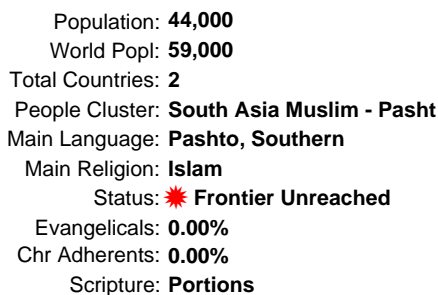 Population: 44,000
World Popl: 59,000
Total Countries: 2
People Cluster: South Asia Muslim - Pasht
Main Language: Pashto, Southern
Main Religion: Islam
Status: Frontier Unreached
Evangelicals: 0.00%
Chr Adherents: 0.00%
Scripture: Portions